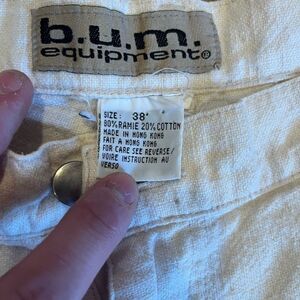 b.u.m.
equipment®
SIZE: 38"
80% RAMIE 20% COTTON
MADE IN HONG KONG
FAIT A HONG KONG
FOR CARE SEE REVERSE/
VOIRE INSTRUCTION AU
VERSO